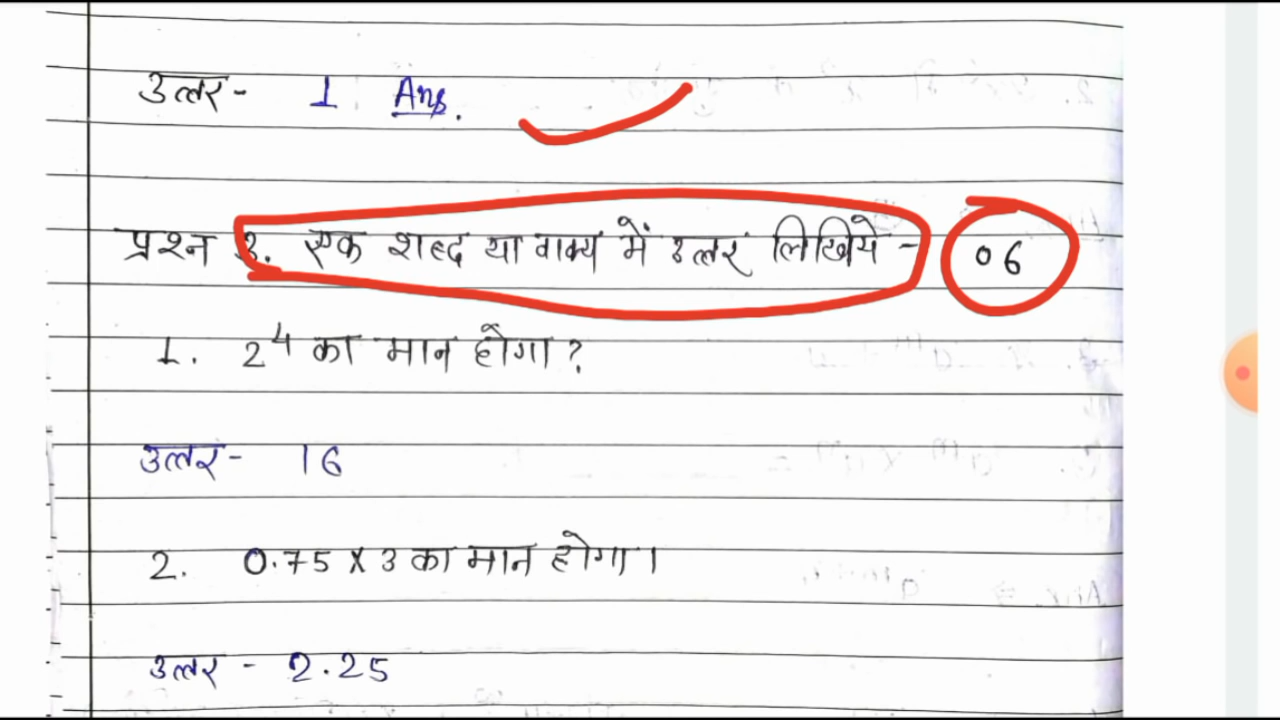 उत्तर - 1 Ans.
प्रश्न 3. एक शब्द या वाक्य में उत्तर लिखिये - 06
1. 2⁴ का मान होगा?
उत्तर - 16
2. 0.75 x 3 का मान होगा।
उत्तर - 2.25